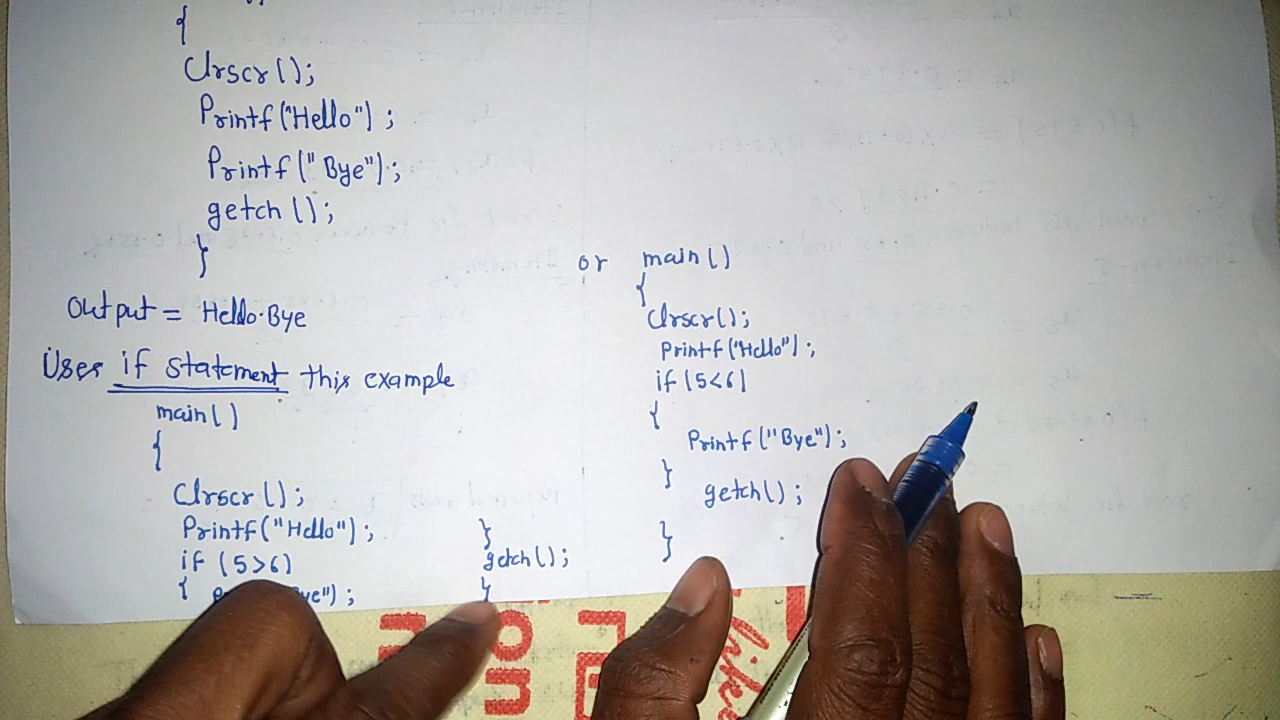 {
Clrscr();
Printf("Hello");
Printf("Bye");
getch();
}
Output = Hello.Bye
Uses if statement this example
main()
{
Clrscr();
Printf("Hello");
if (5>6)
{
");
}
getch();
}
or main()
{
Clrscr();
Printf("Hello");
if (5<6)
{
Printf("Bye");
}
getch();
}
on